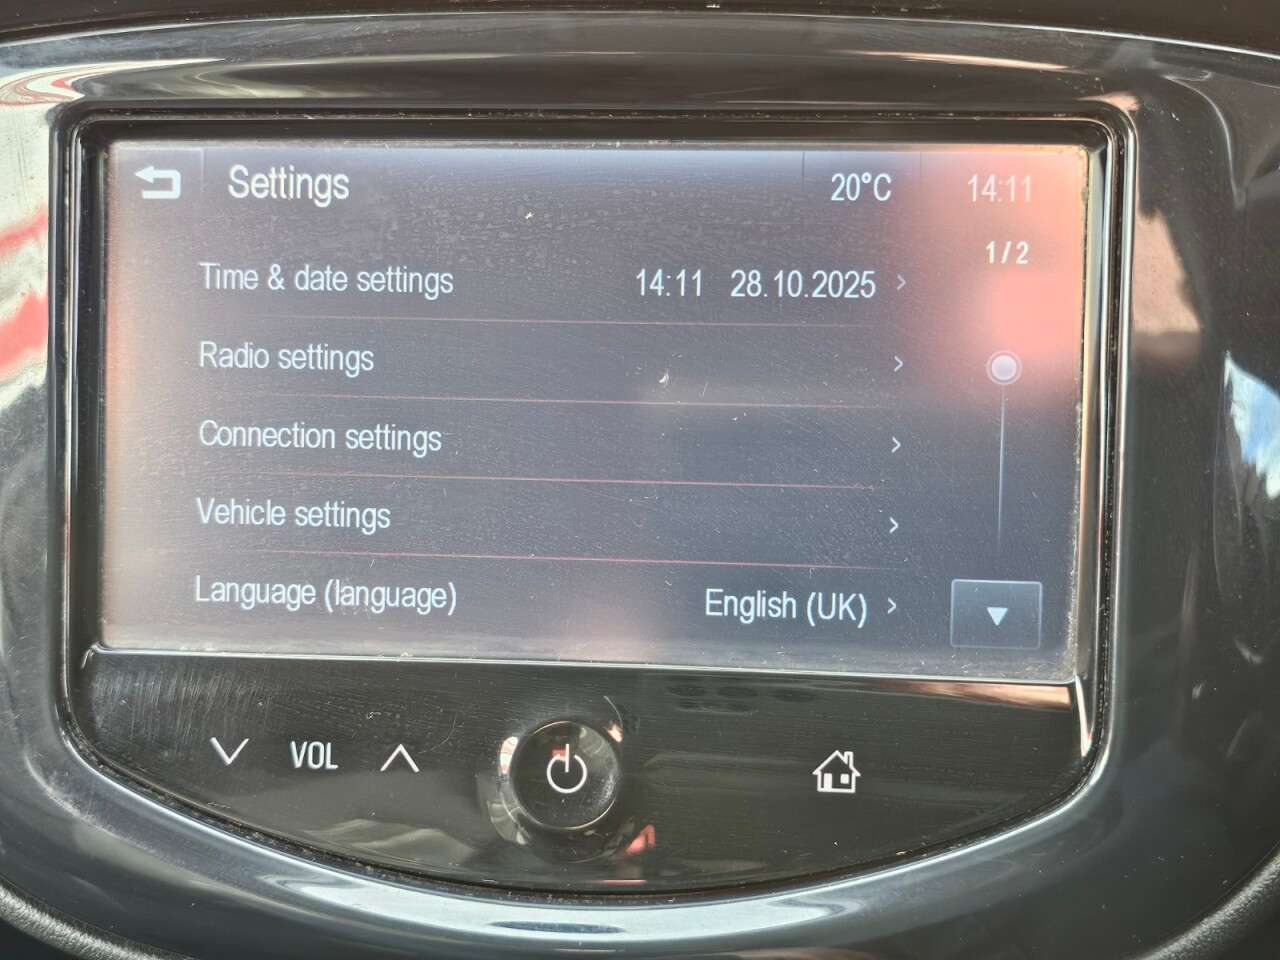 Settings 20°C 14:11
1/2
Time & date settings 14:11 28.10.2025
Radio settings
Connection settings
Vehicle settings
Language (language) English (UK)
VOL